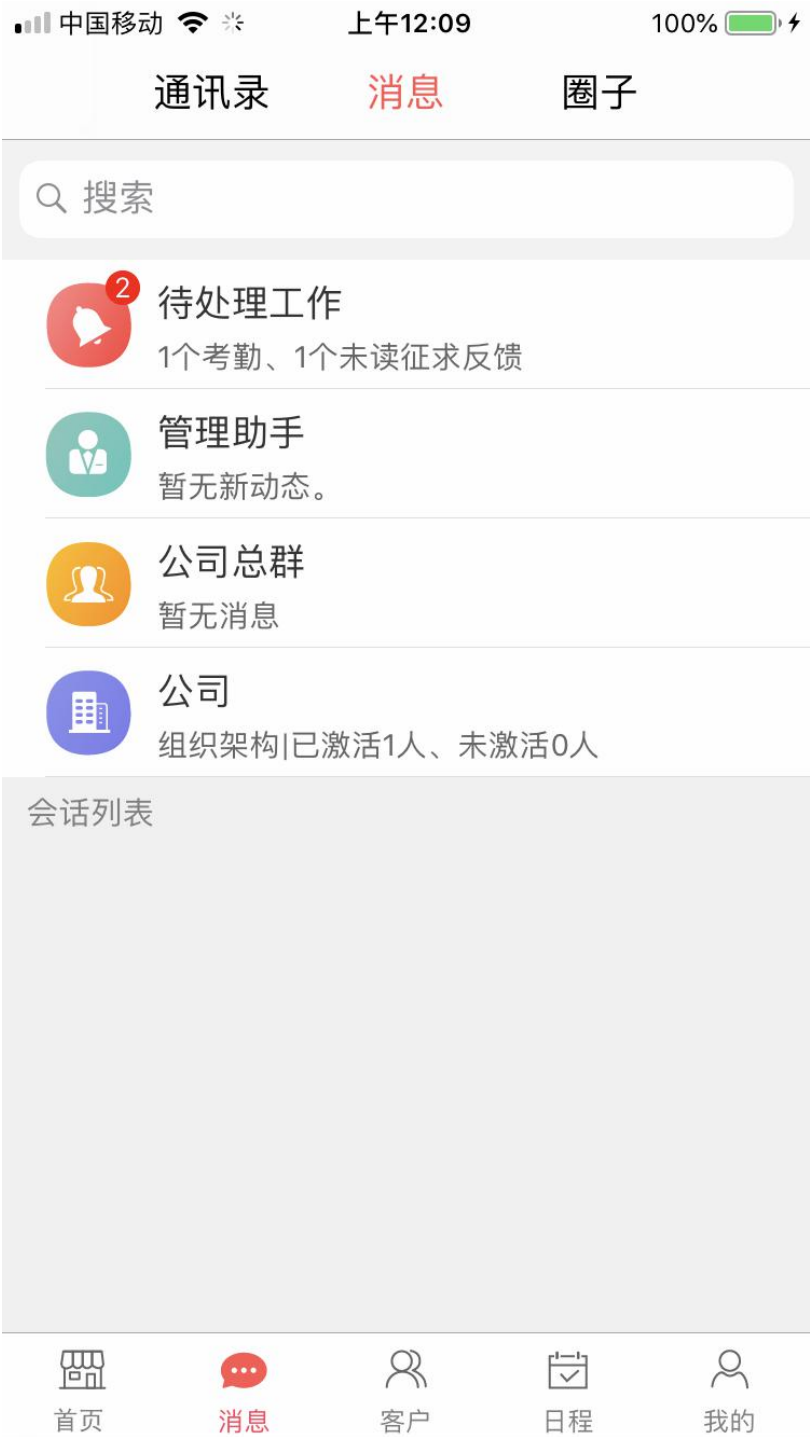 中国移动 上午12:09 100%
通讯录 消息 圈子
搜索
2
待处理工作
1个考勤、1个未读征求反馈
管理助手
暂无新动态。
公司总群
暂无消息
公司
组织架构|已激活1人、未激活0人
会话列表
首页 消息 客户 日程 我的